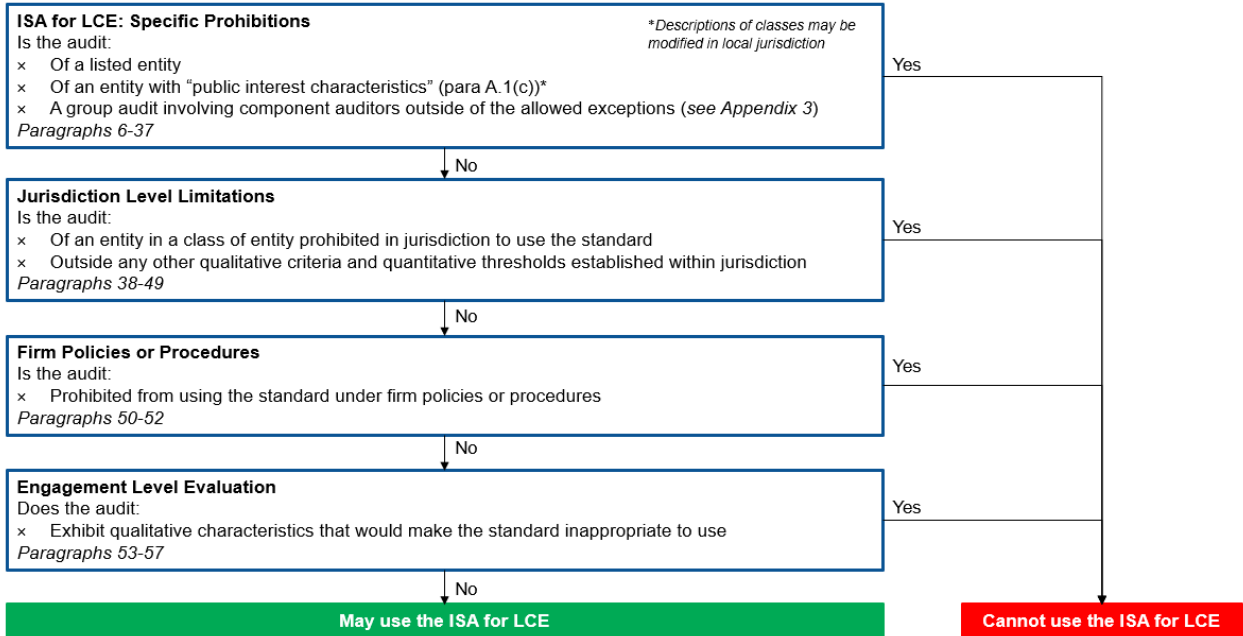 ISA for LCE: Specific Prohibitions
*Descriptions of classes may be
modified in local jurisdiction
Is the audit:
× Of a listed entity
× Of an entity with “public interest characteristics” (para A.1(c))*
× A group audit involving component auditors outside of the allowed exceptions (see Appendix 3)
Paragraphs 6-37
Yes
No
Jurisdiction Level Limitations
Is the audit:
× Of an entity in a class of entity prohibited in jurisdiction to use the standard
× Outside any other qualitative criteria and quantitative thresholds established within jurisdiction
Paragraphs 38-49
Yes
No
Firm Policies or Procedures
Is the audit:
× Prohibited from using the standard under firm policies or procedures
Paragraphs 50-52
Yes
No
Engagement Level Evaluation
Does the audit:
× Exhibit qualitative characteristics that would make the standard inappropriate to use
Paragraphs 53-57
Yes
No
May use the ISA for LCE
Cannot use the ISA for LCE